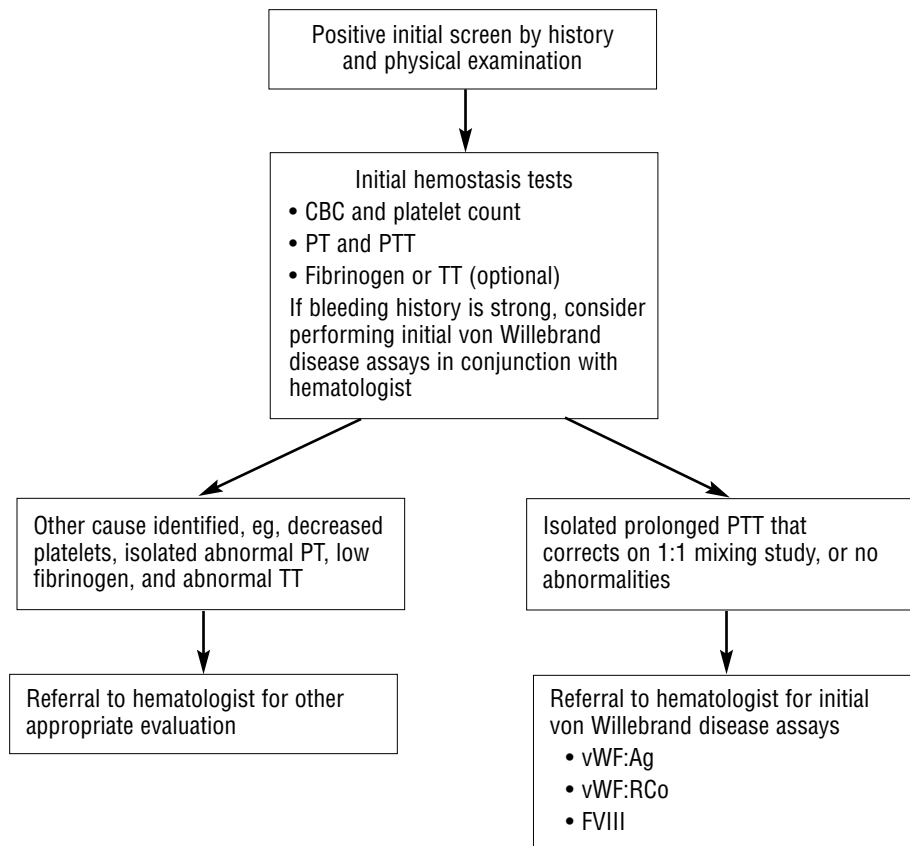 Positive initial screen by history
and physical examination
Initial hemostasis tests
• CBC and platelet count
• PT and PTT
• Fibrinogen or TT (optional)
If bleeding history is strong, consider
performing initial von Willebrand
disease assays in conjunction with
hematologist
Other cause identified, eg, decreased
platelets, isolated abnormal PT, low
fibrinogen, and abnormal TT
Isolated prolonged PTT that
corrects on 1:1 mixing study, or no
abnormalities
Referral to hematologist for other
appropriate evaluation
Referral to hematologist for initial
von Willebrand disease assays
• vWF:Ag
• vWF:RCo
• FVIII